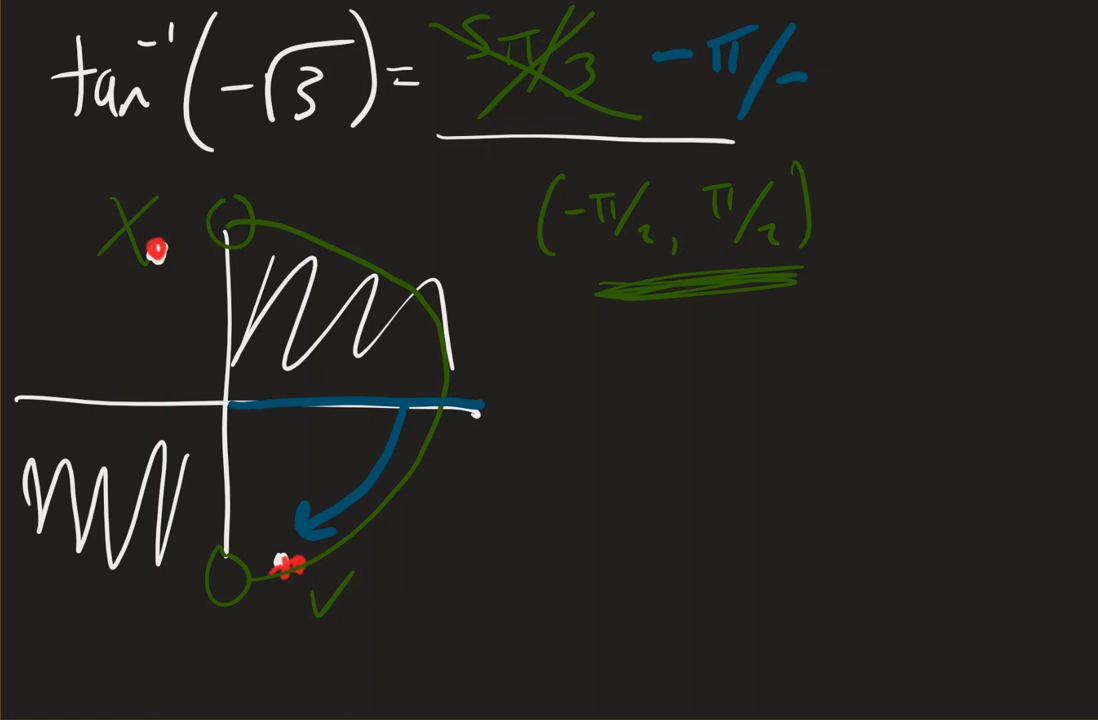 tan⁻¹(-√3) = 5π/3 -π/-
(-π/2, π/2)
X